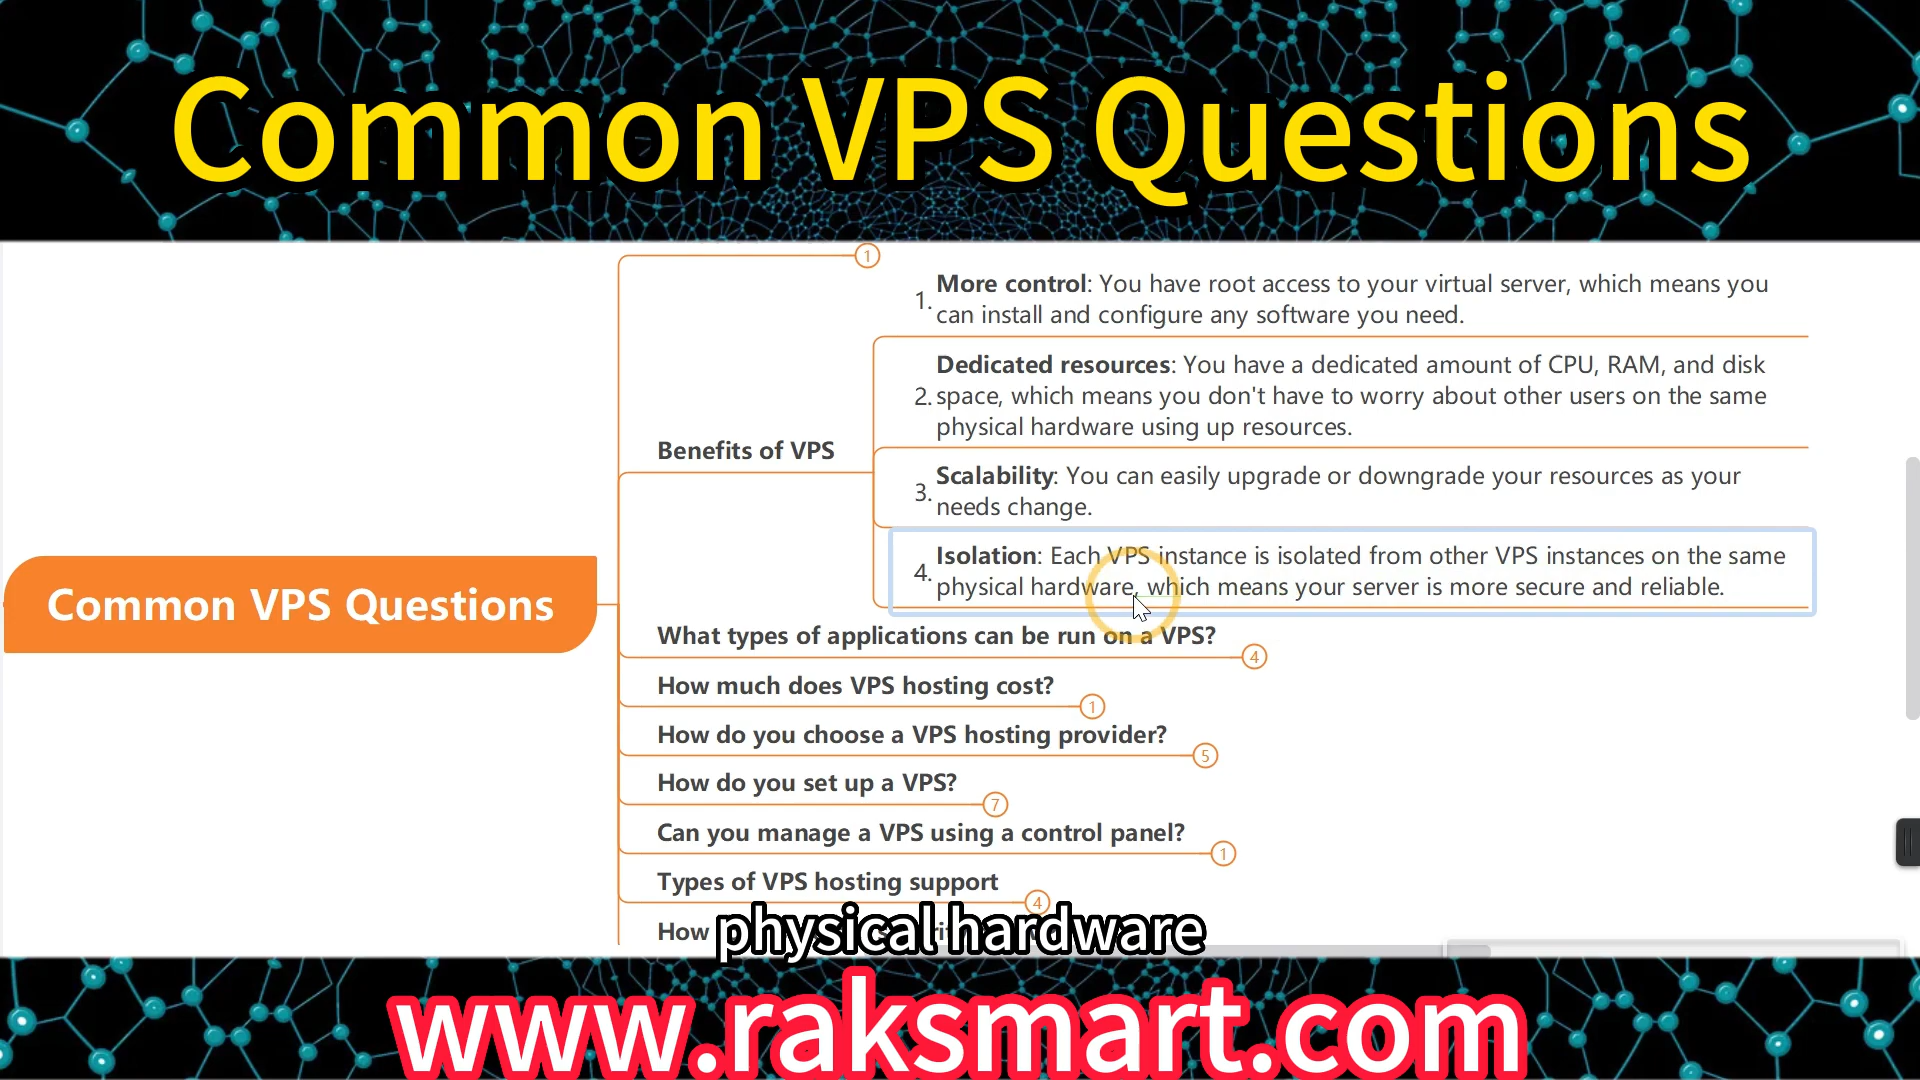 Common VPS Questions
1
1. More control: You have root access to your virtual server, which means you
can install and configure any software you need.
2. Dedicated resources: You have a dedicated amount of CPU, RAM, and disk
space, which means you don't have to worry about other users on the same
physical hardware using up resources.
Benefits of VPS
3. Scalability: You can easily upgrade or downgrade your resources as your
needs change.
4. Isolation: Each VPS instance is isolated from other VPS instances on the same
physical hardware, which means your server is more secure and reliable.
Common VPS Questions
What types of applications can be run on a VPS?
4
How much does VPS hosting cost?
1
How do you choose a VPS hosting provider?
5
How do you set up a VPS?
7
Can you manage a VPS using a control panel?
1
Types of VPS hosting support
4
How
physical hardware
www.raksmart.com